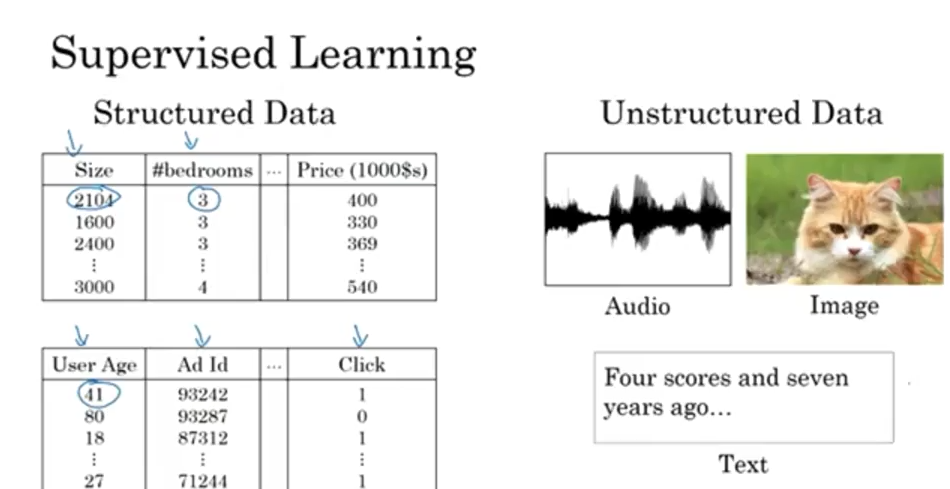 Supervised Learning
Structured Data
Size #bedrooms ... Price (1000$s)
2104 3 400
1600 3 330
2400 3 369
⋮ ⋮ ⋮
3000 4 540
User Age Ad Id ... Click
41 93242 1
80 93287 0
18 87312 1
⋮ ⋮ ⋮
27 71244 1
Unstructured Data
Audio
Image
Four scores and seven
years ago...
Text